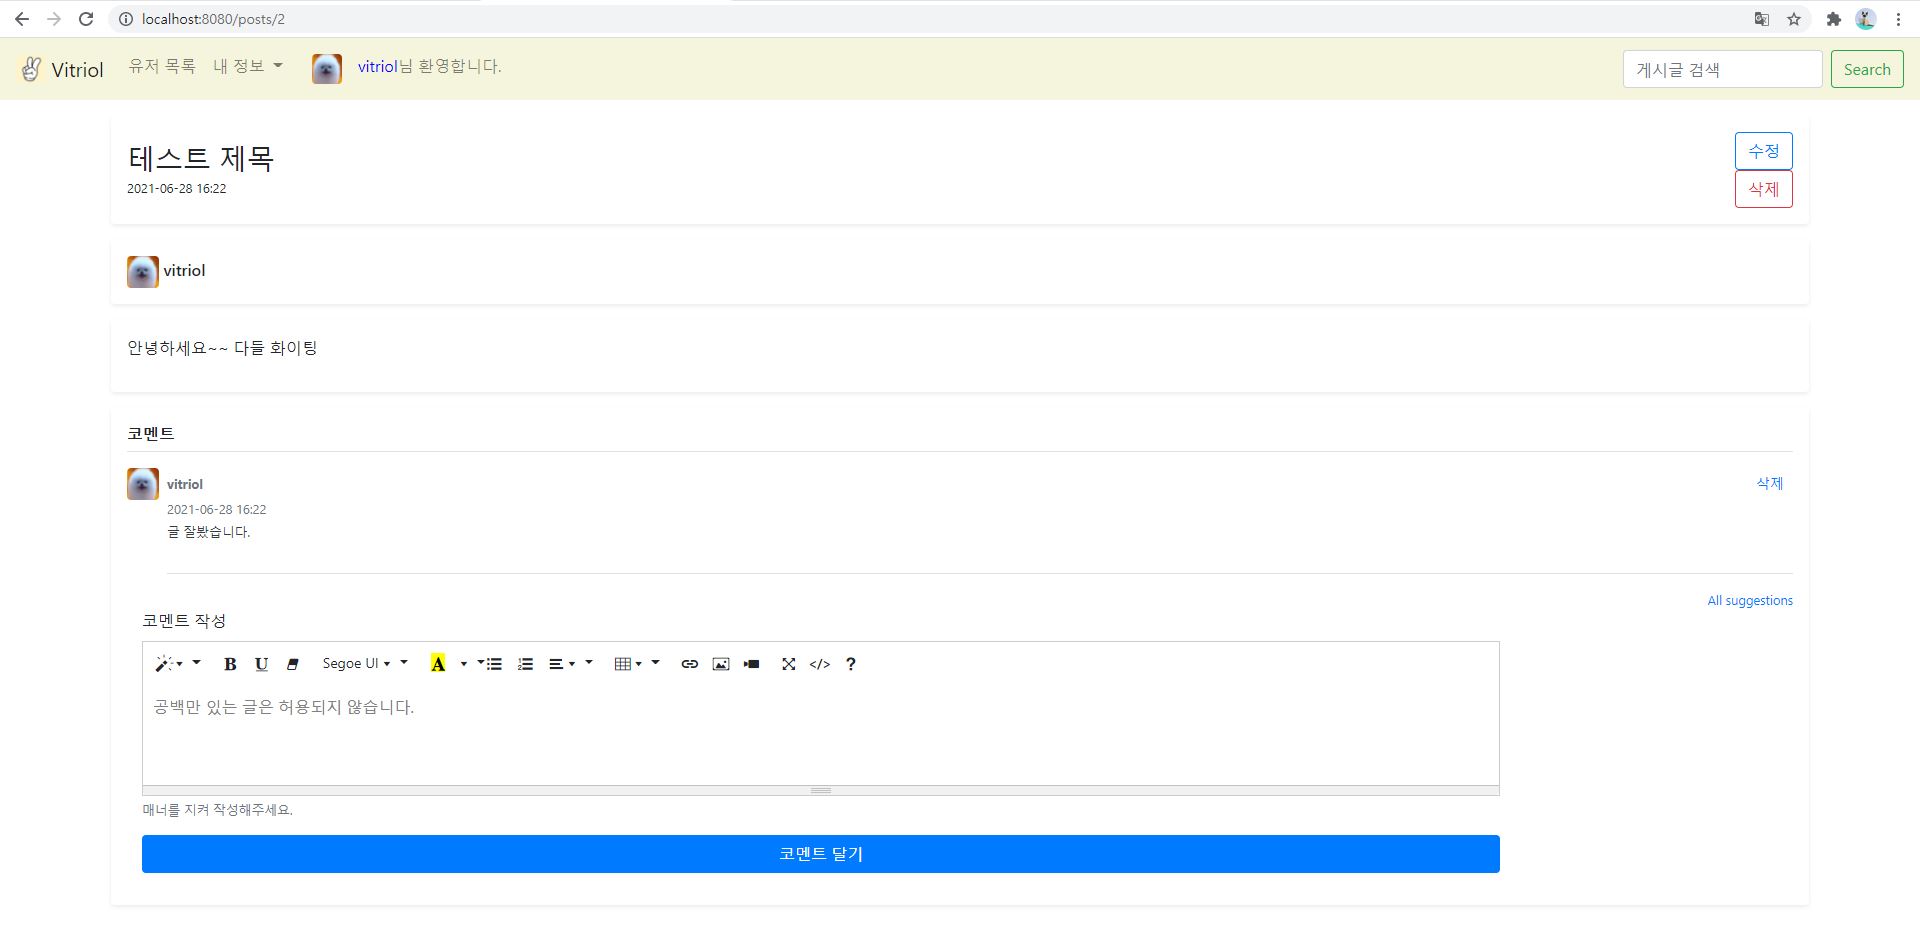 localhost:8080/posts/2
Vitriol 유저 목록 내 정보 vitriol님 환영합니다. 게시글 검색 Search
테스트 제목
2021-06-28 16:22
수정
삭제
vitriol
안녕하세요~~ 다들 화이팅
코멘트
vitriol 삭제
2021-06-28 16:22
글 잘봤습니다.
All suggestions
코멘트 작성
B U Segoe UI A </> ?
공백만 있는 글은 허용되지 않습니다.
매너를 지켜 작성해주세요.
코멘트 달기